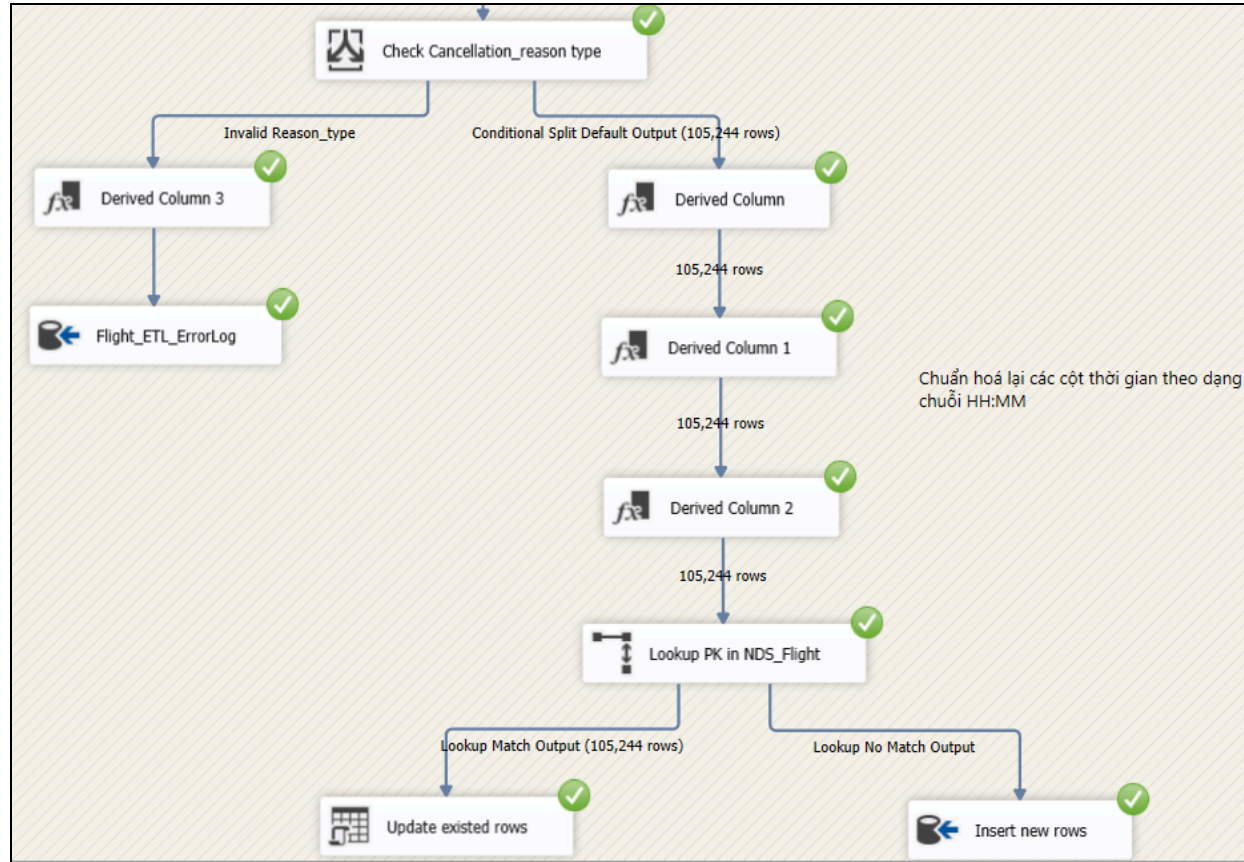 Check Cancellation_reason type
Invalid Reason_type
Conditional Split Default Output (105,244 rows)
Derived Column 3
Derived Column
105,244 rows
Flight_ETL_ErrorLog
Derived Column 1
Chuẩn hoá lại các cột thời gian theo dạng
chuỗi HH:MM
105,244 rows
Derived Column 2
105,244 rows
Lookup PK in NDS_Flight
Lookup Match Output (105,244 rows)
Lookup No Match Output
Update existed rows
Insert new rows